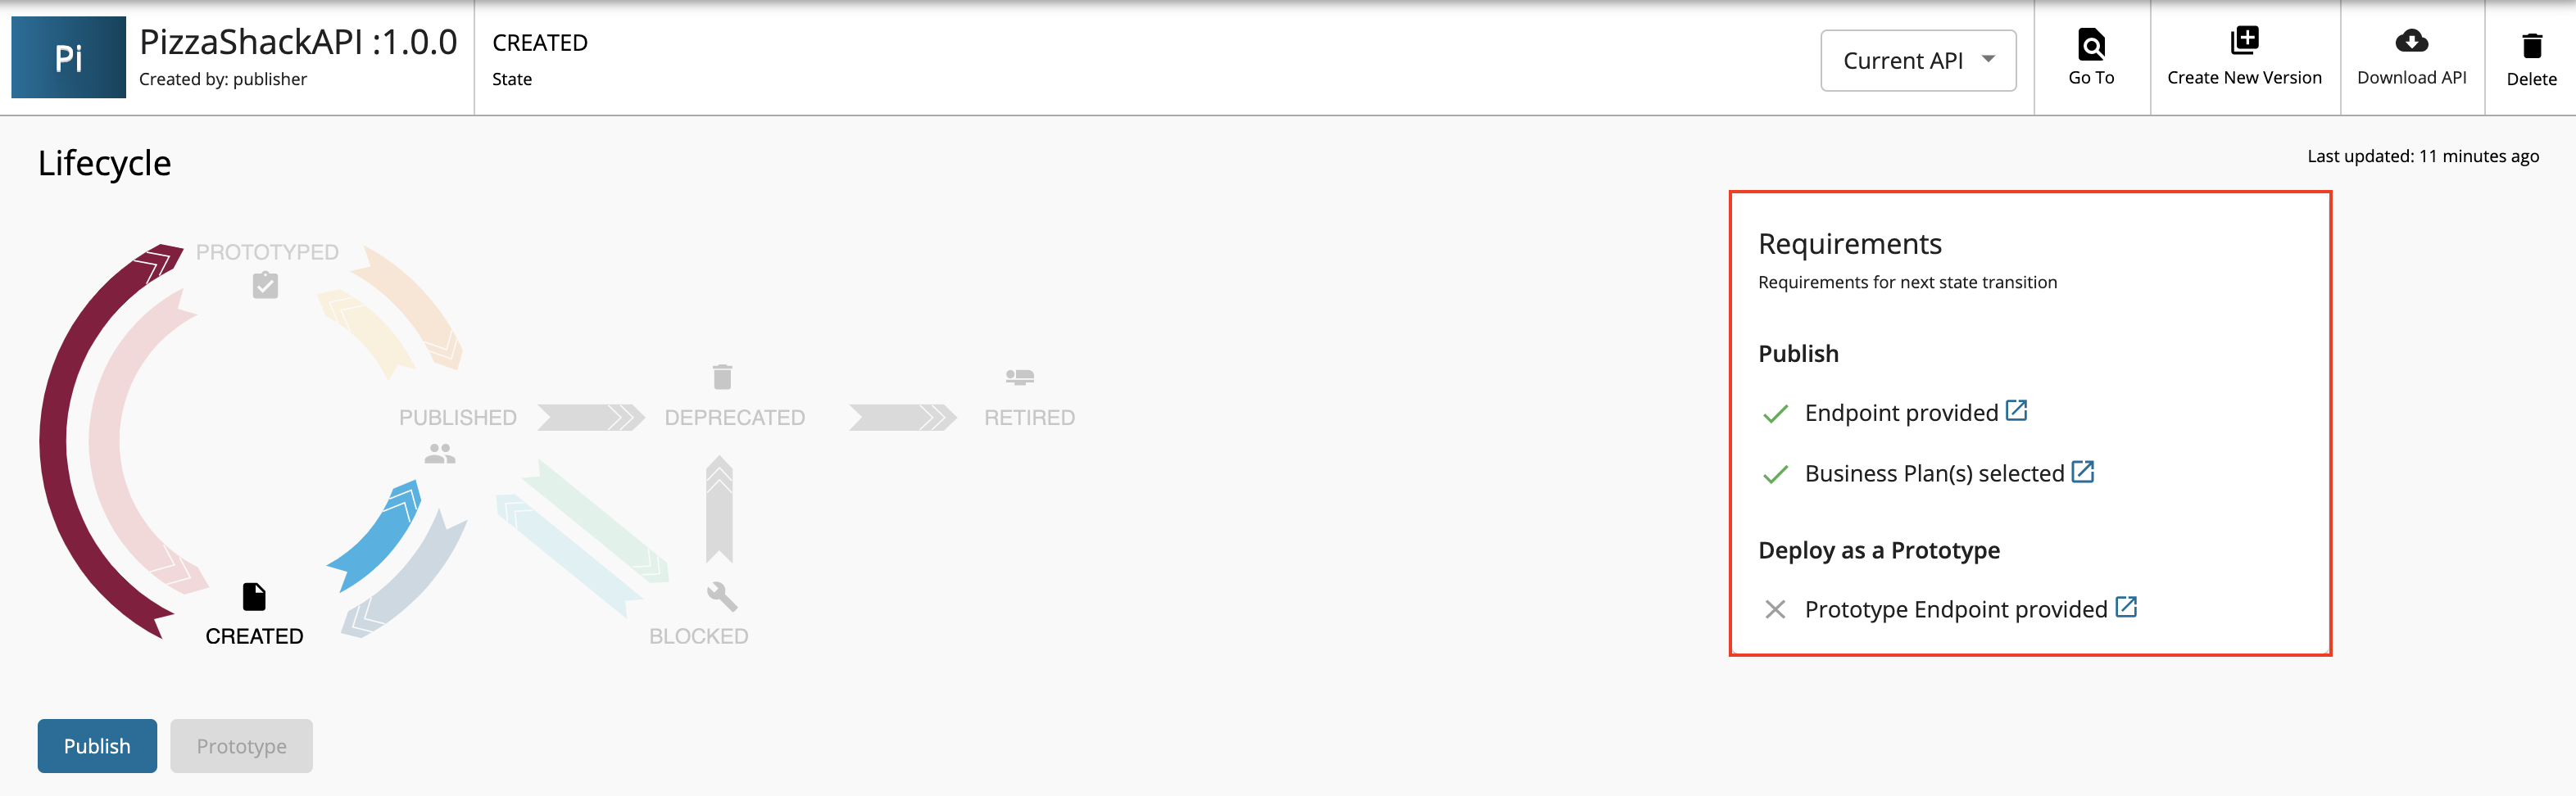 Pi
PizzaShackAPI :1.0.0
Created by: publisher
CREATED
State
Current API
Go To
Create New Version
Download API
Delete
Lifecycle
Last updated: 11 minutes ago
PROTOTYPED
PUBLISHED
DEPRECATED
RETIRED
CREATED
BLOCKED
Requirements
Requirements for next state transition
Publish
Endpoint provided
Business Plan(s) selected
Deploy as a Prototype
Prototype Endpoint provided
Publish
Prototype